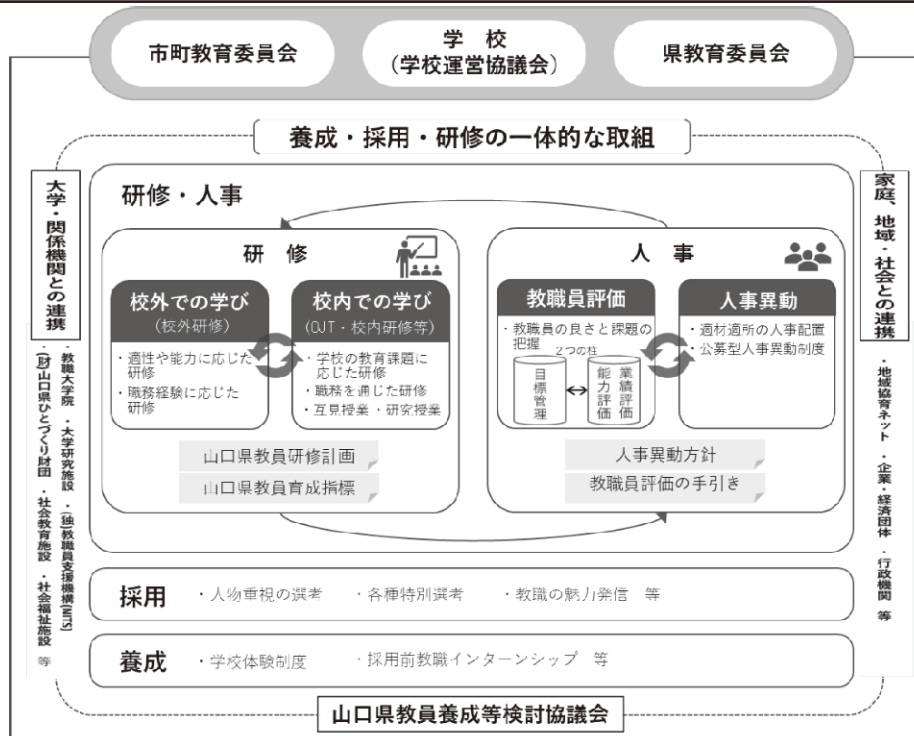 市町教育委員会
学　校
（学校運営協議会）
県教育委員会
養成・採用・研修の一体的な取組
大学・関係機関との連携
・教職大学院　・大学研究施設　・(独)教職員支援機構(NITS)
・(財)山口県ひとづくり財団　・社会教育施設　・社会福祉施設　等
研修・人事
研　修
校外での学び
（校外研修）
・適性や能力に応じた
研修
・職務経験に応じた
研修
校内での学び
（OJT・校内研修等）
・学校の教育課題に
応じた研修
・職務を通じた研修
・互見授業・研究授業
山口県教員研修計画
山口県教員育成指標
人　事
教職員評価
・教職員の良さと課題の
把握
２つの柱
目標管理
能力評価
業績評価
人事異動
・適材適所の人事配置
・公募型人事異動制度
人事異動方針
教職員評価の手引き
家庭、地域・社会との連携
・地域協育ネット　・企業・経済団体　・行政機関　等
採用
・人物重視の選考　・各種特別選考　・教職の魅力発信　等
養成
・学校体験制度　・採用前教職インターンシップ　等
山口県教員養成等検討協議会